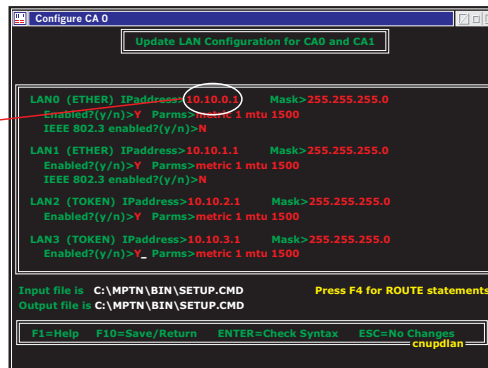 Configure CA 0
Update LAN Configuration for CA0 and CA1
LAN0 (ETHER) IPaddress>10.10.0.1 Mask>255.255.255.0
Enabled?(y/n)>Y Parms>metric 1 mtu 1500
IEEE 802.3 enabled?(y/n)>N
LAN1 (ETHER) IPaddress>10.10.1.1 Mask>255.255.255.0
Enabled?(y/n)>Y Parms>metric 1 mtu 1500
IEEE 802.3 enabled?(y/n)>N
LAN2 (TOKEN) IPaddress>10.10.2.1 Mask>255.255.255.0
Enabled?(y/n)>Y Parms>metric 1 mtu 1500
LAN3 (TOKEN) IPaddress>10.10.3.1 Mask>255.255.255.0
Enabled?(y/n)>Y_ Parms>metric 1 mtu 1500
Input file is C:\MPTN\BIN\SETUP.CMD Press F4 for ROUTE statements
Output file is C:\MPTN\BIN\SETUP.CMD
F1=Help F10=Save/Return ENTER=Check Syntax ESC=No Changes
cnupdlan